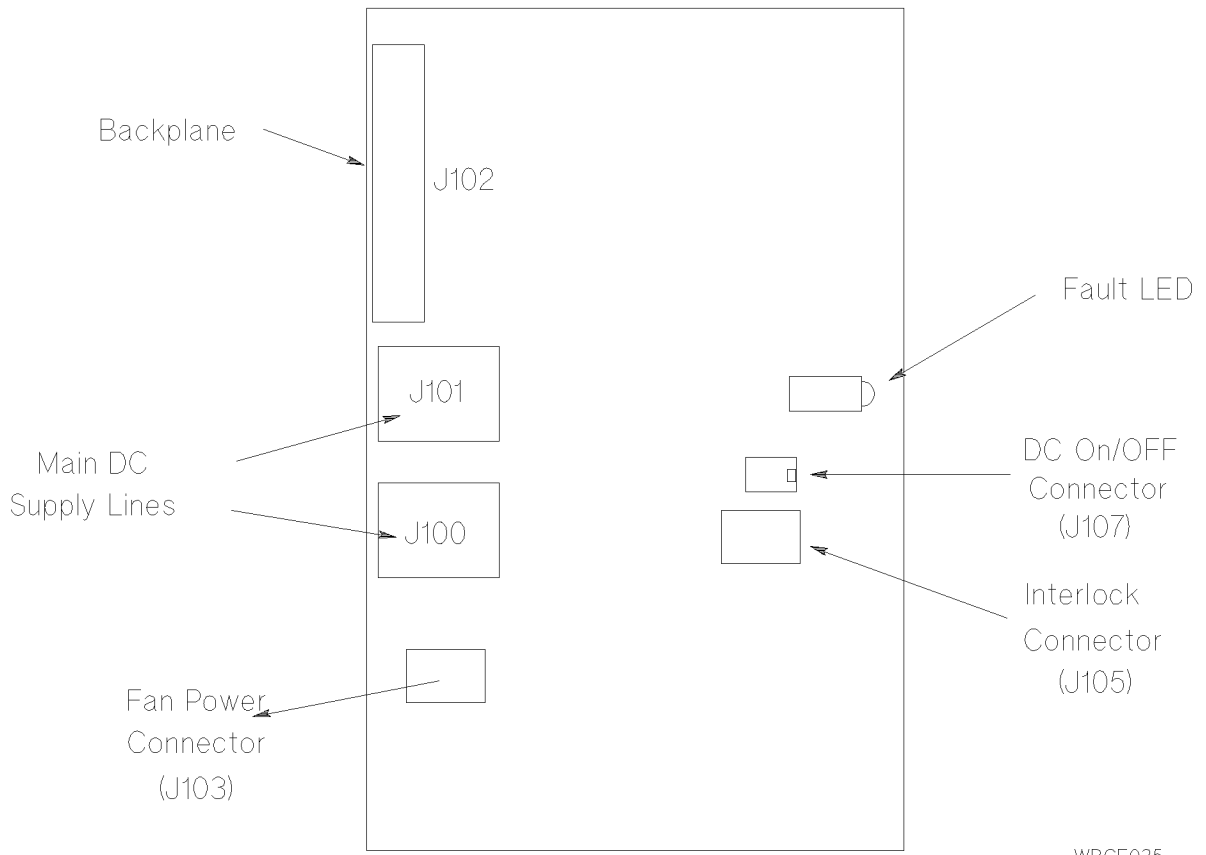 Backplane
J102
Fault LED
J101
Main DC
Supply Lines
J100
DC On/OFF
Connector
(J107)
Interlock
Connector
(J105)
Fan Power
Connector
(J103)